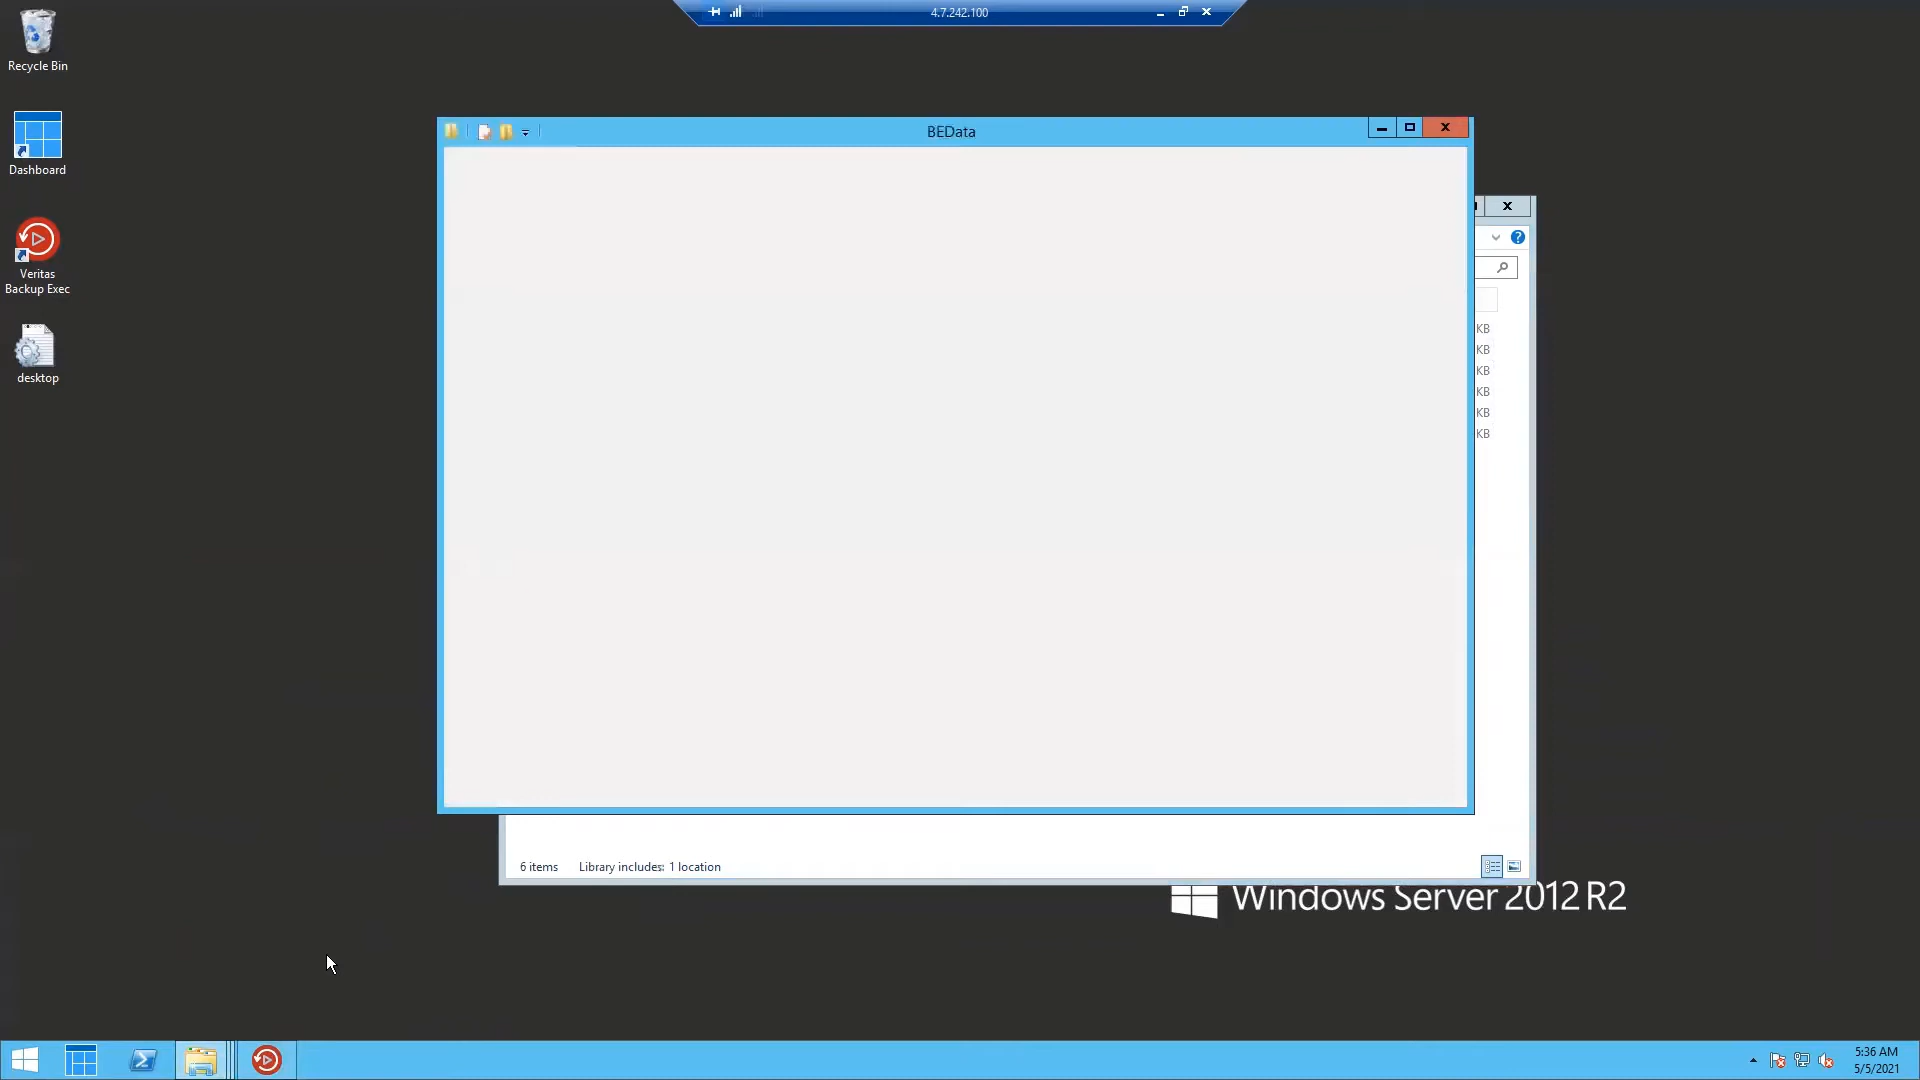 4.7.242.100
Recycle Bin
Dashboard
Veritas
Backup Exec
desktop
BEData
KB
KB
KB
KB
KB
KB
6 items
Library includes: 1 location
Windows Server 2012 R2
5:36 AM
5/5/2021